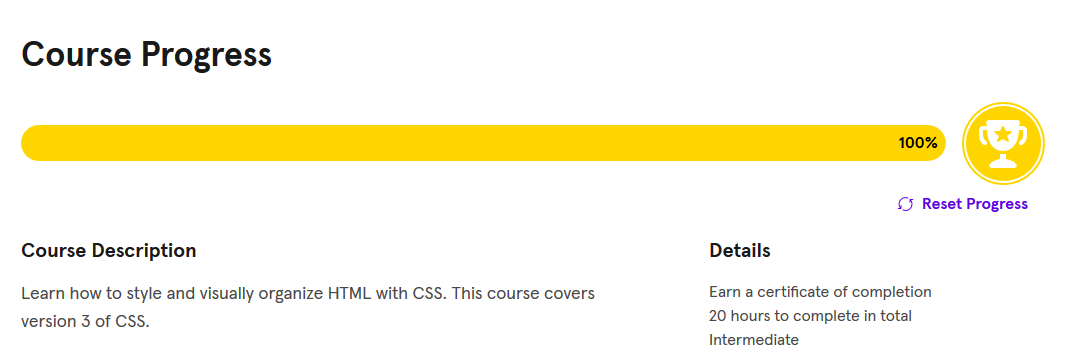 Course Progress
100%
Reset Progress
Course Description
Learn how to style and visually organize HTML with CSS. This course covers
version 3 of CSS.
Details
Earn a certificate of completion
20 hours to complete in total
Intermediate